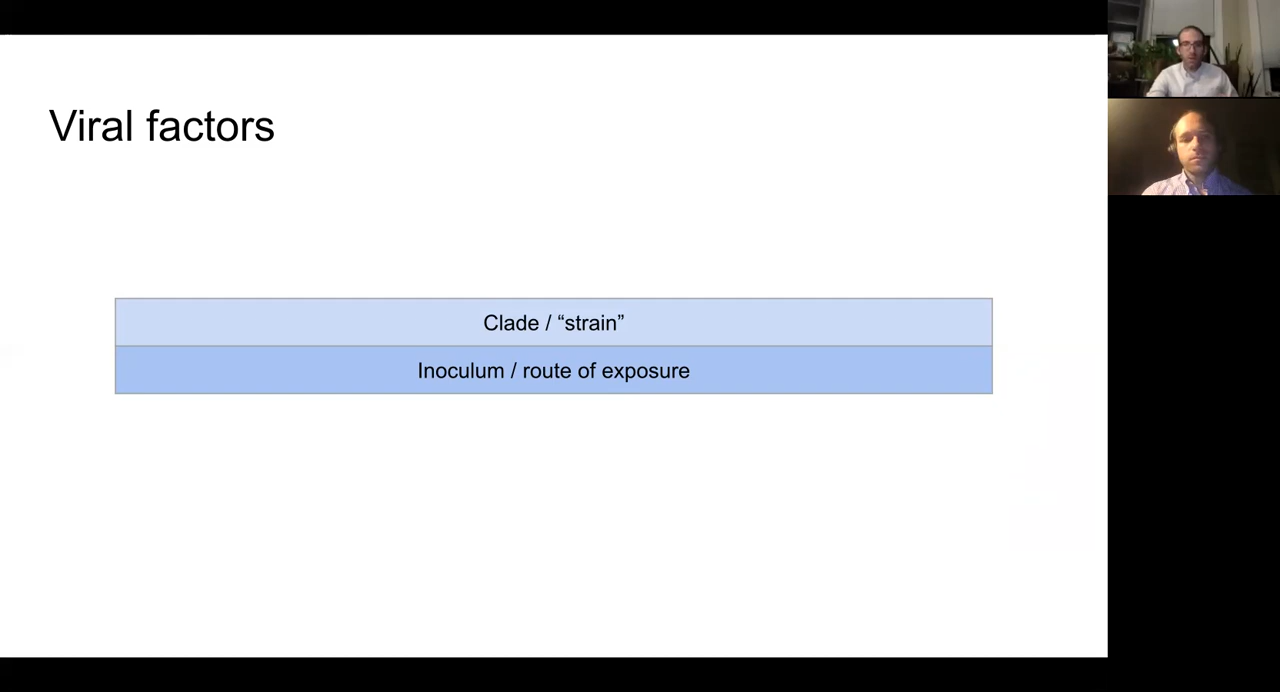 Viral factors
Clade / “strain”
Inoculum / route of exposure